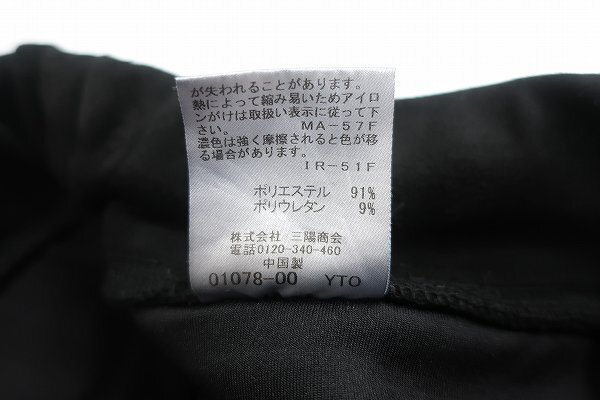 が失われることがあります。
熱によって縮み易いためアイロ
ンがけは取扱い表示に従って下
さい。 MA-57F
濃色は強く摩擦されると色が移
る場合があります。
IR-51F
ポリエステル 91%
ポリウレタン 9%
株式会社 三陽商会
電話0120-340-460
中国製
01078-00 YTO